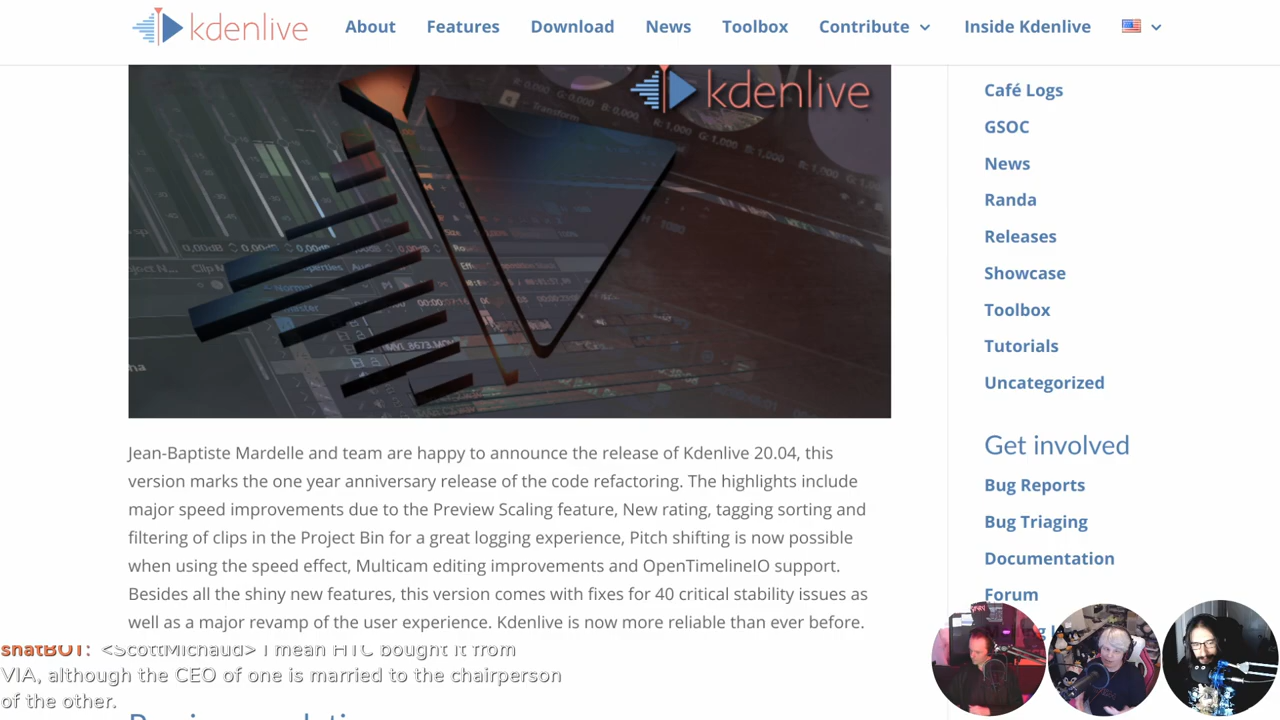 kdenlive
About
Features
Download
News
Toolbox
Contribute
Inside Kdenlive
kdenlive
Jean-Baptiste Mardelle and team are happy to announce the release of Kdenlive 20.04, this
version marks the one year anniversary release of the code refactoring. The highlights include
major speed improvements due to the Preview Scaling feature, New rating, tagging sorting and
filtering of clips in the Project Bin for a great logging experience, Pitch shifting is now possible
when using the speed effect, Multicam editing improvements and OpenTimelineIO support.
Besides all the shiny new features, this version comes with fixes for 40 critical stability issues as
well as a major revamp of the user experience. Kdenlive is now more reliable than ever before.
Café Logs
GSOC
News
Randa
Releases
Showcase
Toolbox
Tutorials
Uncategorized
Get involved
Bug Reports
Bug Triaging
Documentation
Forum
snatBOT: <ScottMichaud> I mean HTC bought it from
VIA, although the CEO of one is married to the chairperson
of the other.